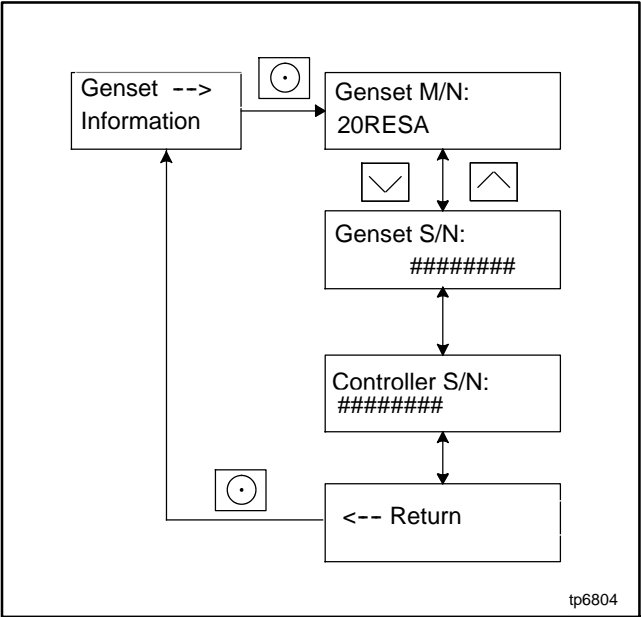 Genset -->
Information
Genset M/N:
20RESA
Genset S/N:
########
Controller S/N:
########
<-- Return
tp6804